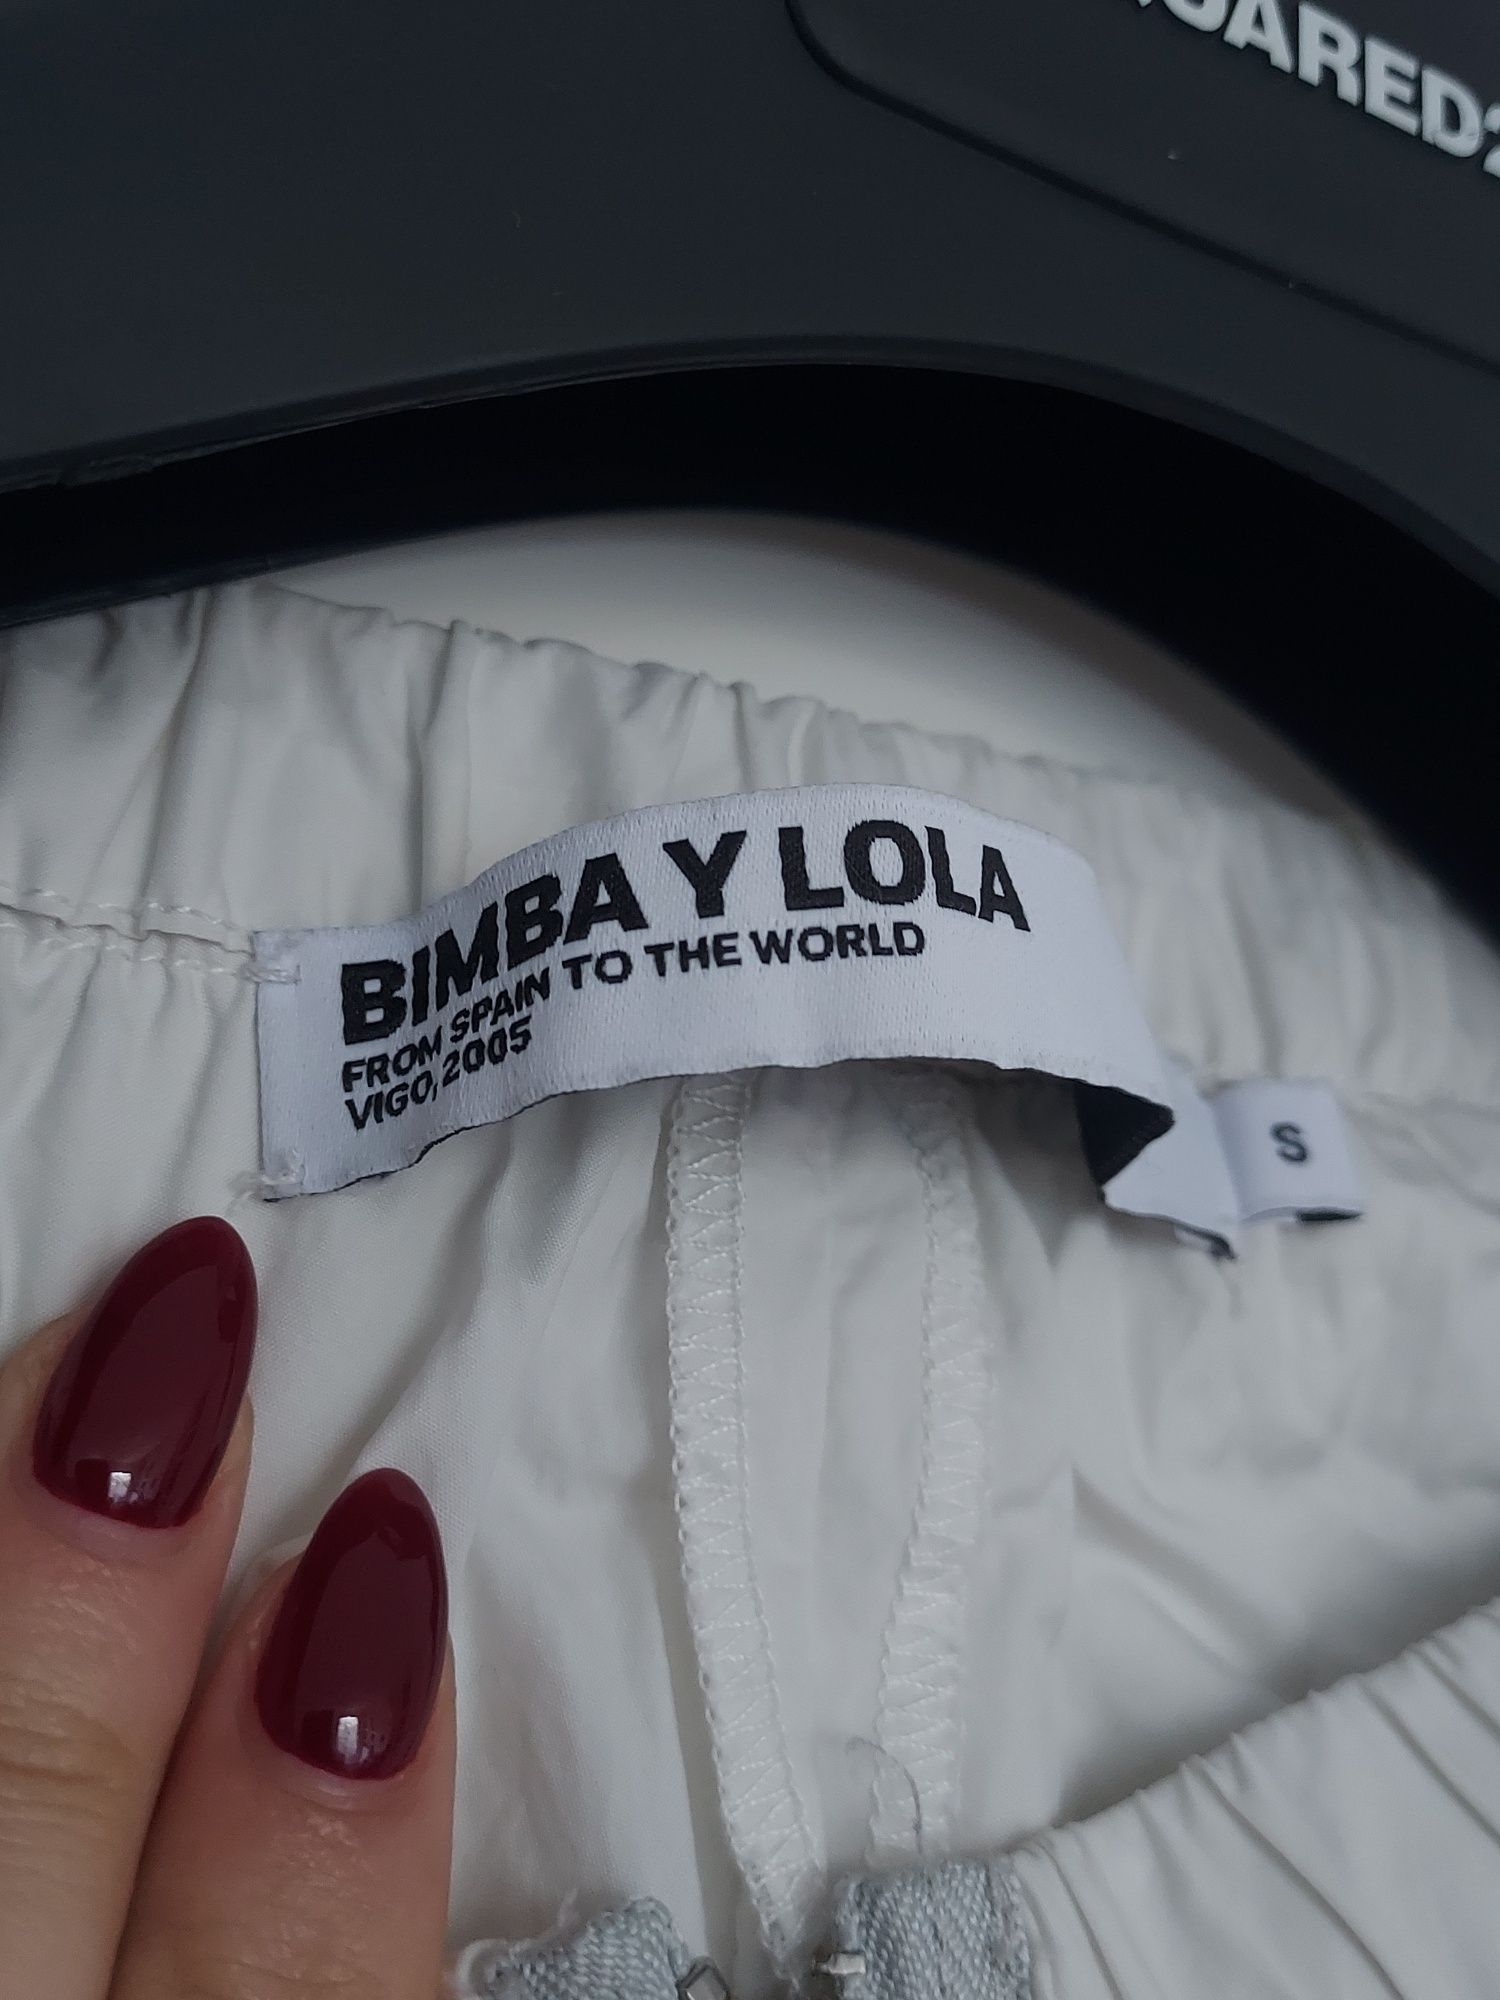 BIMBA Y LOLA
FROM SPAIN TO THE WORLD
VIGO, 2005
S